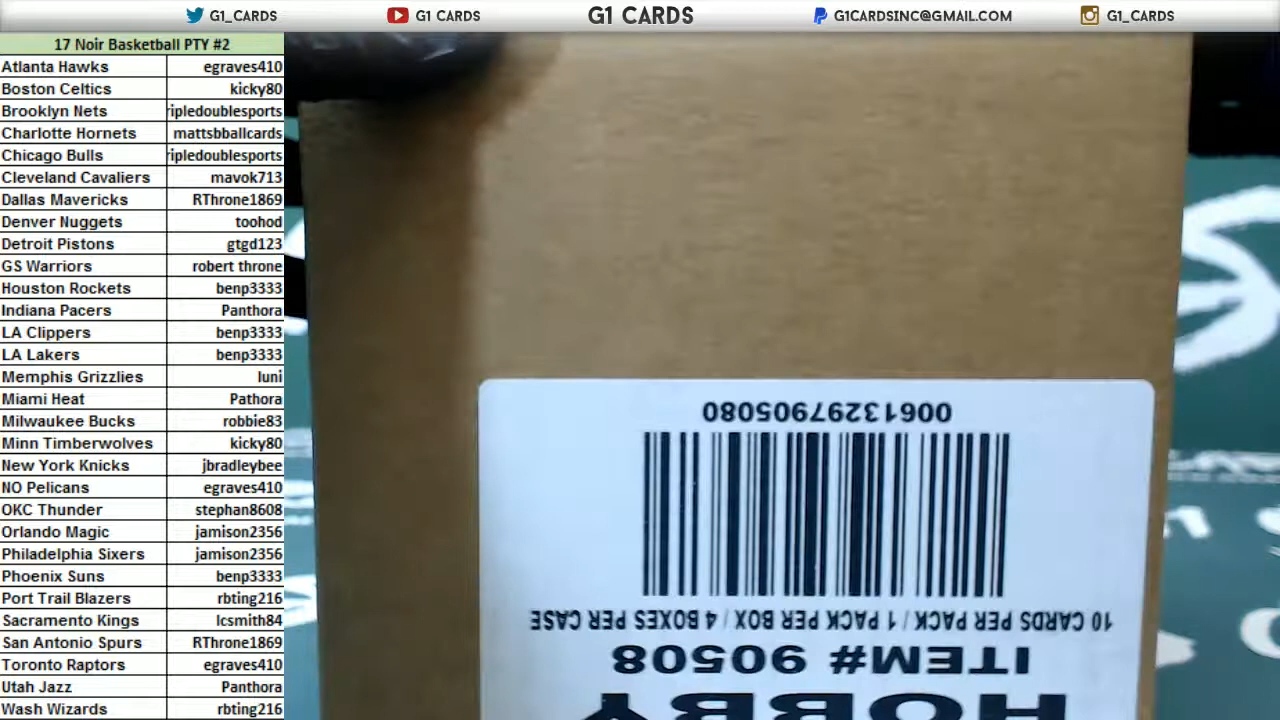 G1_CARDS G1 CARDS G1 CARDS G1CARDSINC@GMAIL.COM G1_CARDS
17 Noir Basketball PTY #2
Atlanta Hawks egraves410
Boston Celtics kicky80
Brooklyn Nets ripledoublesports
Charlotte Hornets mattsbballcards
Chicago Bulls ripledoublesports
Cleveland Cavaliers mavok713
Dallas Mavericks RThrone1869
Denver Nuggets toohod
Detroit Pistons gtgd123
GS Warriors robert throne
Houston Rockets benp3333
Indiana Pacers Panthora
LA Clippers benp3333
LA Lakers benp3333
Memphis Grizzlies luni
Miami Heat Pathora
Milwaukee Bucks robbie83
Minn Timberwolves kicky80
New York Knicks jbradleybee
NO Pelicans egraves410
OKC Thunder stephan8608
Orlando Magic jamison2356
Philadelphia Sixers jamison2356
Phoenix Suns benp3333
Port Trail Blazers rbting216
Sacramento Kings lcsmith84
San Antonio Spurs RThrone1869
Toronto Raptors egraves410
Utah Jazz Panthora
Wash Wizards rbting216
HOBBY
ITEM# 90508
10 CARDS PER PACK / 1 PACK PER BOX / 4 BOXES PER CASE
00613297905080